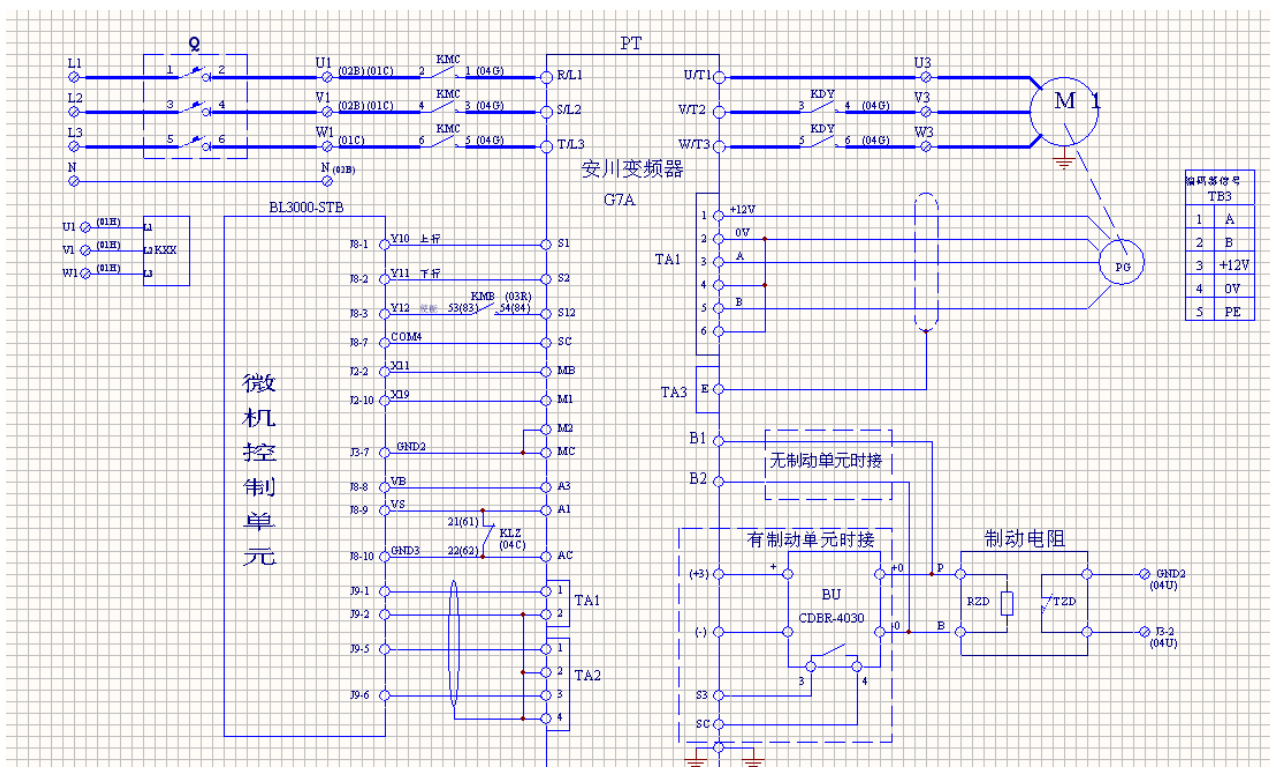 Q
PT
L1
1
2
U1
(02B)(01C)
2
KMC
1
(04G)
R/L1
U/T1
U3
L2
3
4
V1
(02B)(01C)
4
KMC
3
(04G)
S/L2
V/T2
3
KDY
4
(04G)
V3
M 1
L3
5
6
W1
(01C)
6
KMC
5
(04G)
T/L3
W/T3
5
KDY
6
(04G)
W3
N
N (02B)
安川变频器
G7A
BL3000-STB
U1
(01H)
L1
V1
(01H)
L2
KXX
W1
(01H)
L3
微机控制单元
J8-1
Y10
上行
S1
J8-2
Y11
下行
S2
J8-3
Y12
53(83)
KMB
(03R)
54(84)
S12
J8-7
COM4
SC
J2-2
X11
MB
J2-10
X19
M1
M2
J3-7
GND2
MC
J8-8
VB
A3
J8-9
VS
A1
21(61)
KLZ
(04C)
J8-10
GND3
22(62)
AC
J9-1
1
TA1
J9-2
2
J9-5
1
2
TA2
J9-6
3
4
TA1
1
+12V
2
0V
3
A
4
5
B
6
PG
TA3
E
编码器信号
TB3
1 A
2 B
3 +12V
4 0V
5 PE
B1
无制动单元时接
B2
有制动单元时接
制动电阻
(+3)
+
BU
CDBR-4030
+0
P
RZD
TZD
GND2
(04U)
(-)
-0
B
J3-2
(04U)
3
4
S3
SC